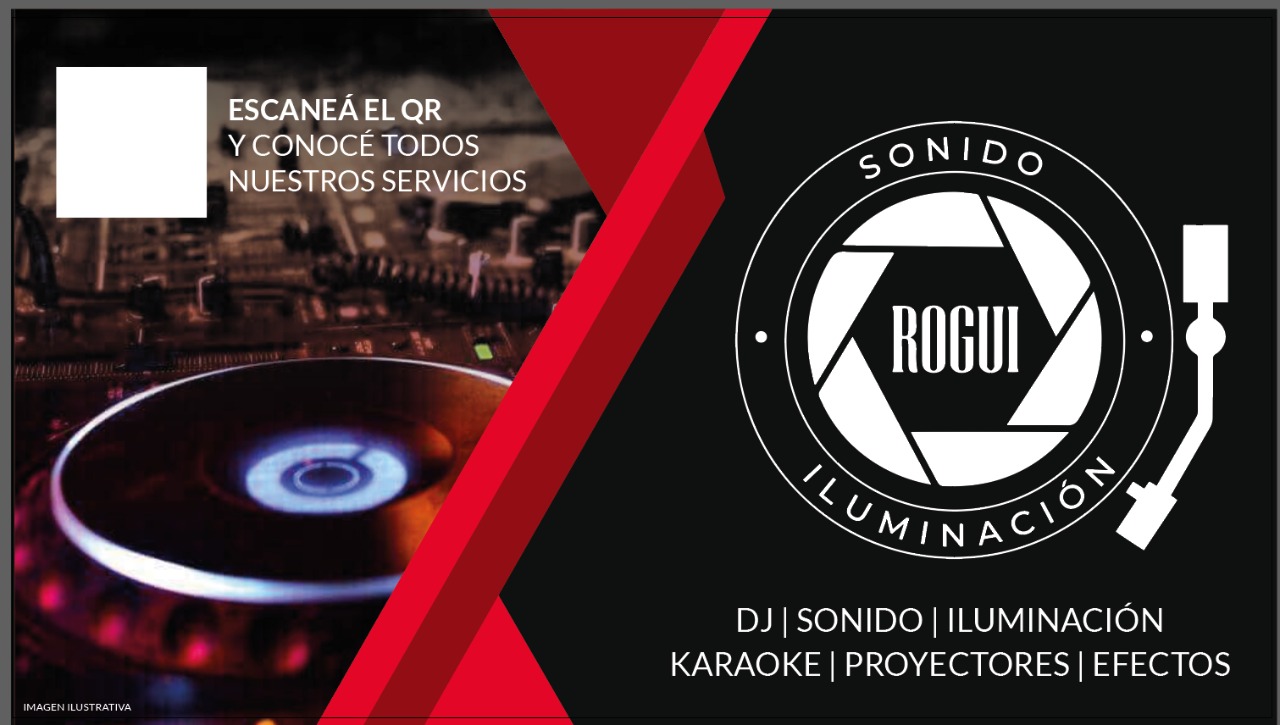 ESCANEÁ EL QR
Y CONOCÉ TODOS
NUESTROS SERVICIOS
SONIDO
ROGUI
ILUMINACIÓN
DJ | SONIDO | ILUMINACIÓN
KARAOKE | PROYECTORES | EFECTOS
IMAGEN ILUSTRATIVA